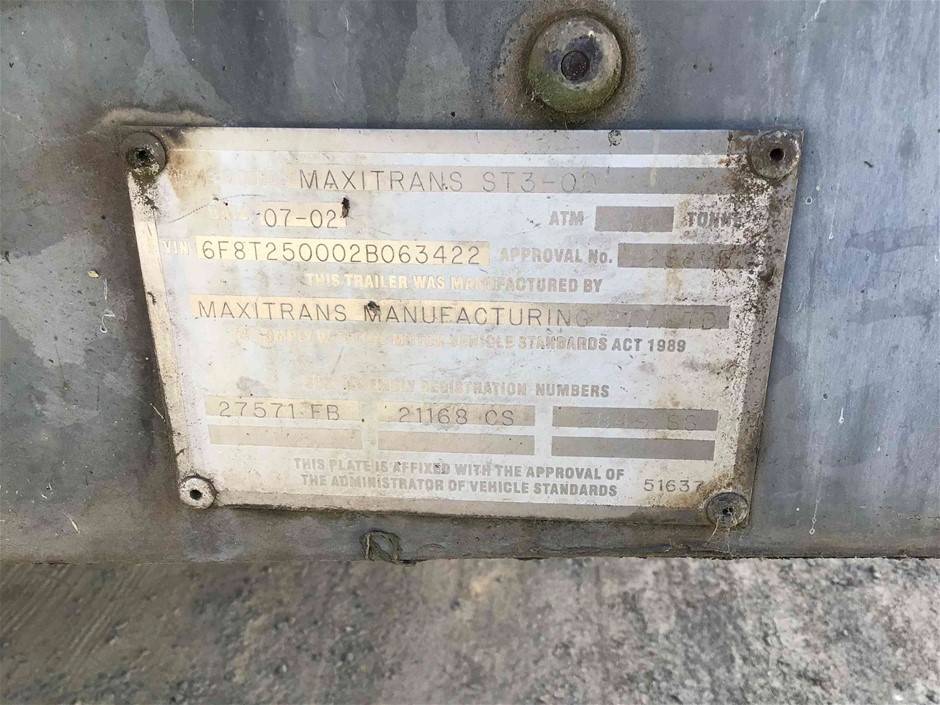 MAXITRANS ST3-O
07-02 ATM TONNE
VIN 6F8T250002B063422 APPROVAL No.
THIS TRAILER WAS MANUFACTURED BY
MAXITRANS MANUFACTURING
MOTOR VEHICLE STANDARDS ACT 1989
REGISTRATION NUMBERS
27571 FB 21168 CS SS
THIS PLATE IS AFFIXED WITH THE APPROVAL OF
THE ADMINISTRATOR OF VEHICLE STANDARDS 51637